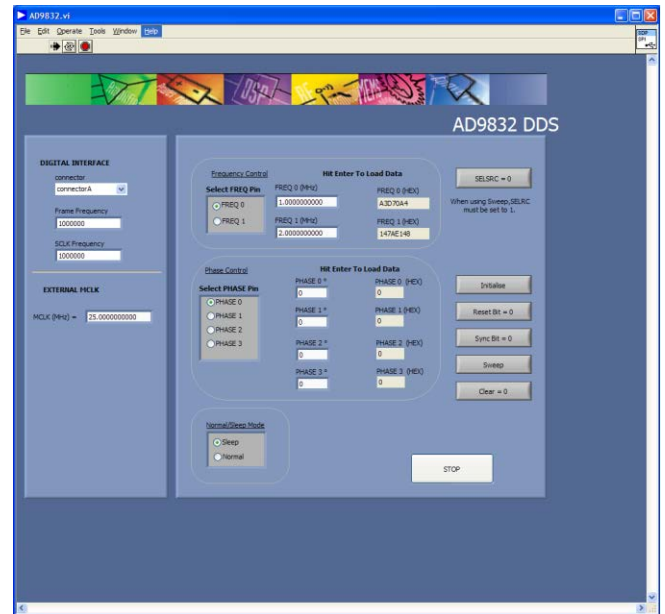 AD9832.vi
File Edit Operate Tools Window Help
SDP
SPI
DSP RF MEMS
AD9832 DDS
DIGITAL INTERFACE
connector
connectorA
Frame Frequency
1000000
SCLK Frequency
1000000
EXTERNAL MCLK
MCLK (MHz) = 25.0000000000
Frequency Control Hit Enter To Load Data
Select FREQ Pin FREQ 0 (MHz) FREQ 0 (HEX)
FREQ 0 1.0000000000 A3D70A4
FREQ 1 FREQ 1 (MHz) FREQ 1 (HEX)
2.0000000000 147AE148
SELSRC = 0
When using Sweep,SELRC
must be set to 1.
Phase Control Hit Enter To Load Data
Select PHASE Pin PHASE 0 ° PHASE 0 (HEX)
PHASE 0 0 0
PHASE 1 PHASE 1 ° PHASE 1 (HEX)
0 0
PHASE 2 PHASE 2 ° PHASE 2 (HEX)
PHASE 3 0 0
PHASE 3 ° PHASE 3 (HEX)
0 0
Initialise
Reset Bit = 0
Sync Bit = 0
Sweep
Clear = 0
Normal/Sleep Mode
Sleep
Normal
STOP